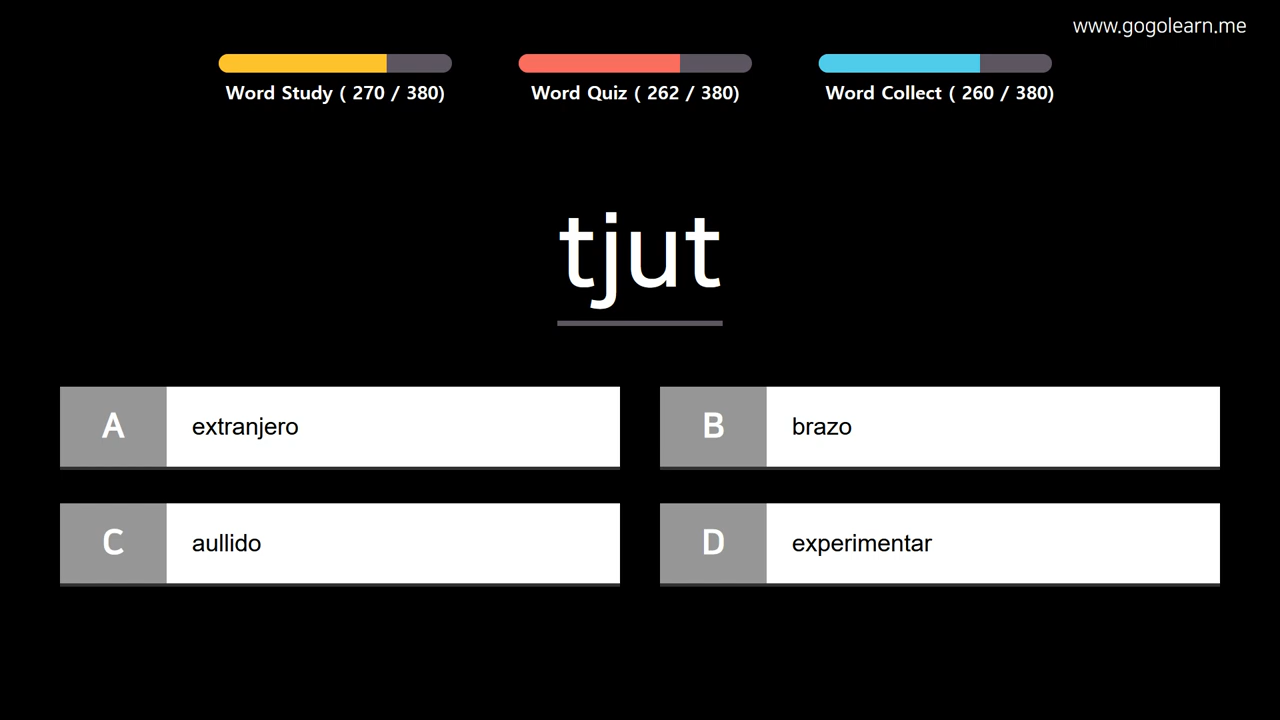 www.gogolearn.me
Word Study ( 270 / 380)
Word Quiz ( 262 / 380)
Word Collect ( 260 / 380)
tjut
A extranjero
B brazo
C aullido
D experimentar